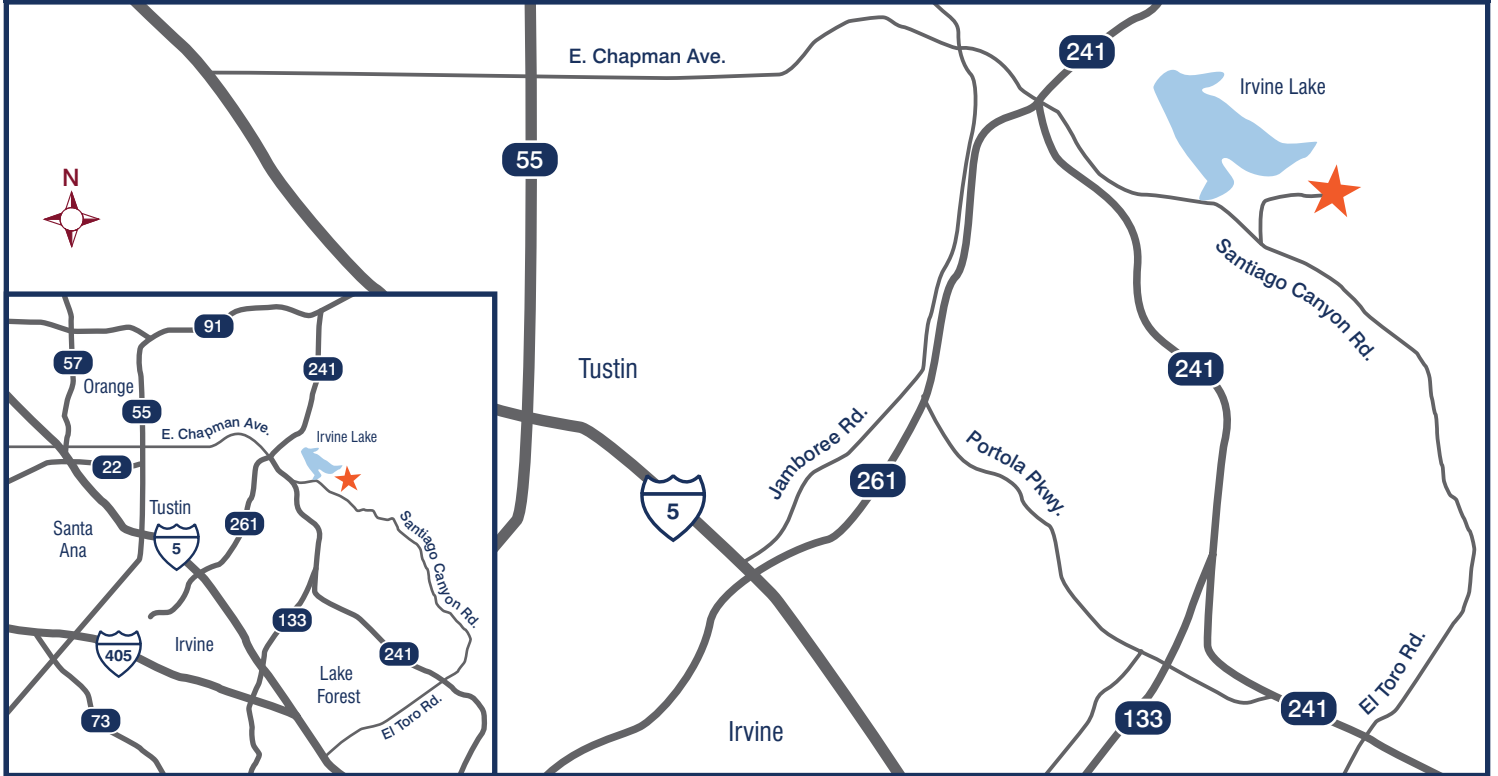 E. Chapman Ave.
241
Irvine Lake
55
N
Santiago Canyon Rd.
241
Tustin
Jamboree Rd.
Portola Pkwy.
261
5
El Toro Rd.
241
133
Irvine
91
57
241
Orange
55
E. Chapman Ave.
Irvine Lake
22
Tustin
Santa
Ana
261
5
Santiago Canyon Rd.
133
Irvine
405
241
Lake
Forest
El Toro Rd.
73